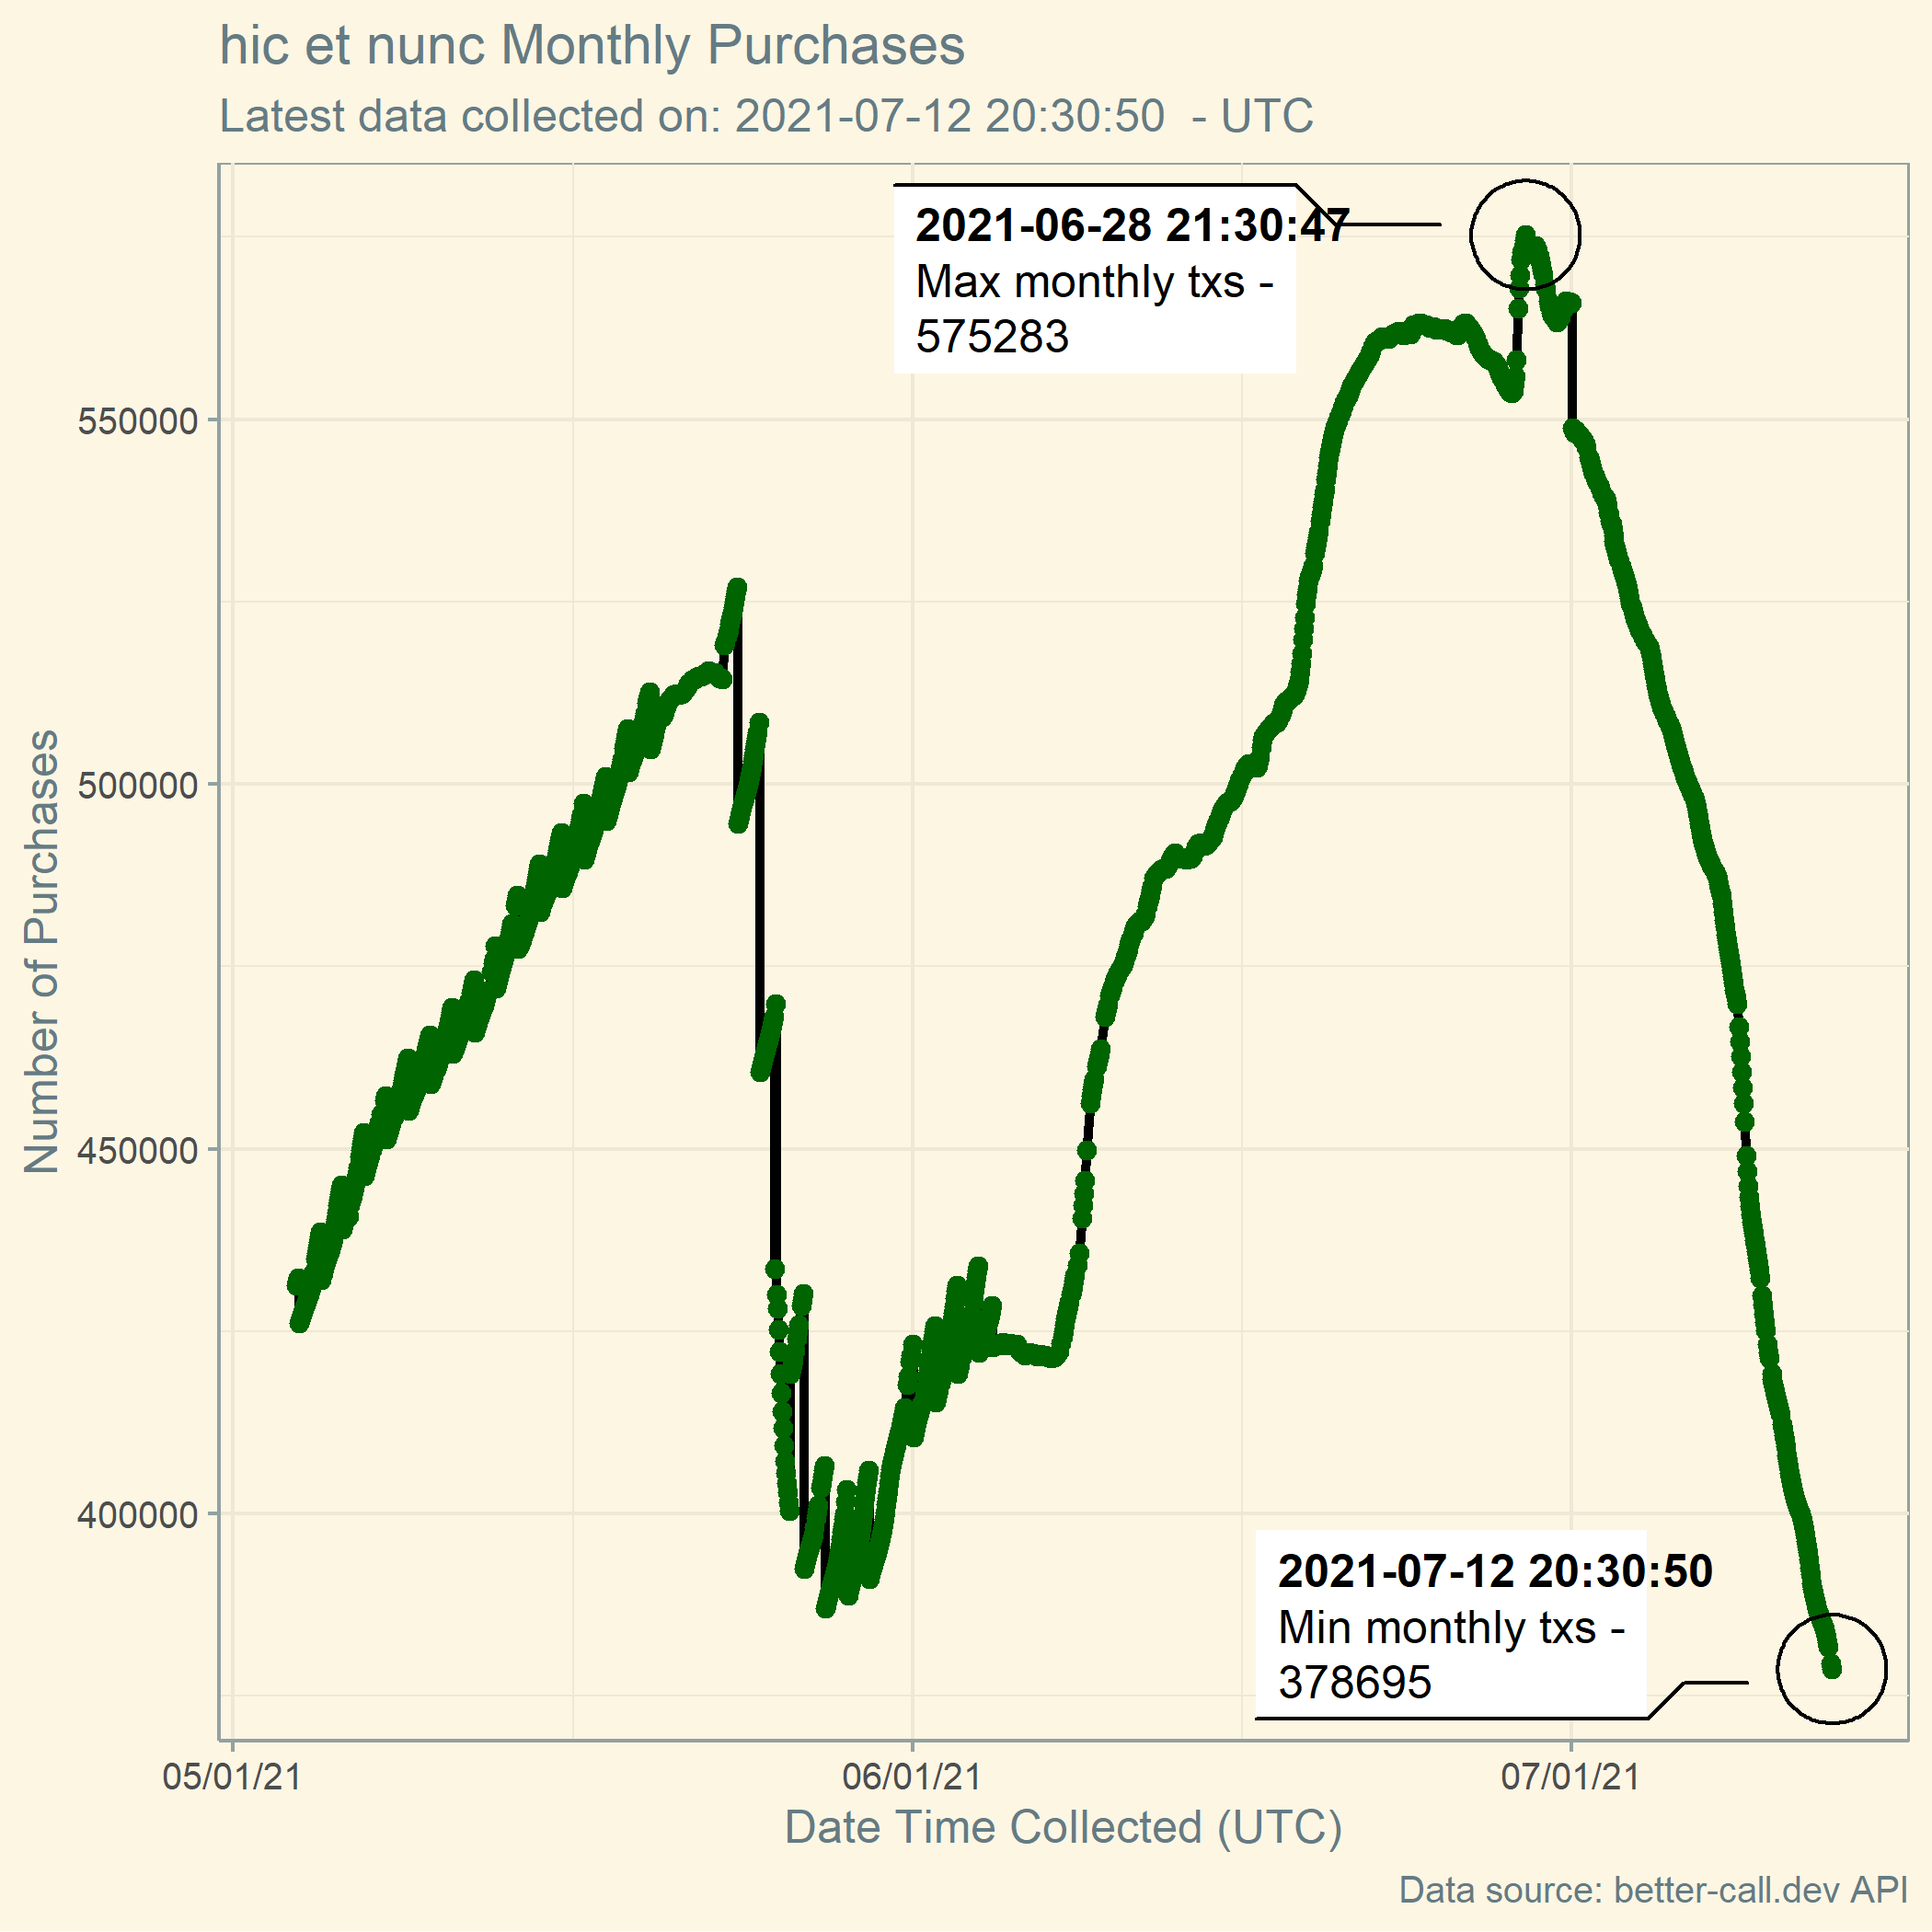 hic et nunc Monthly Purchases
Latest data collected on: 2021-07-12 20:30:50  - UTC
2021-06-28 21:30:47
Max monthly txs -
575283
550000
500000
450000
400000
Number of Purchases
2021-07-12 20:30:50
Min monthly txs -
378695
05/01/21
06/01/21
07/01/21
Date Time Collected (UTC)
Data source: better-call.dev API